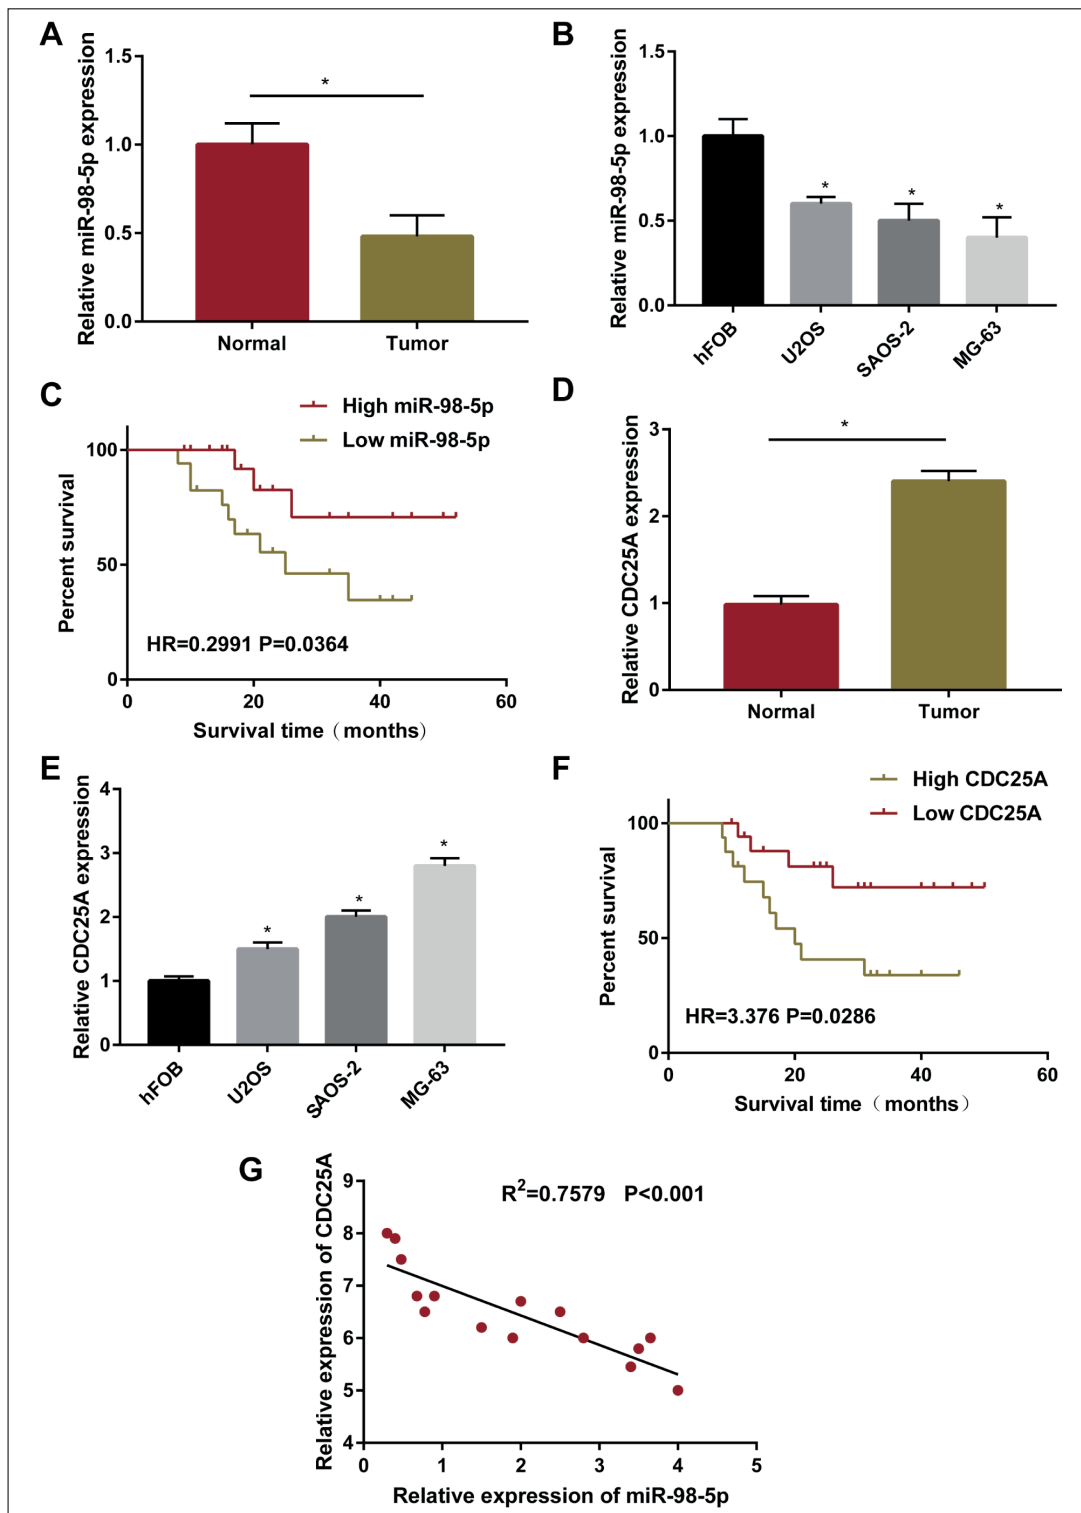 A
Relative miR-98-5p expression
1.5
1.0
0.5
0.0
*
Normal
Tumor
B
Relative miR-98-5p expression
1.5
1.0
0.5
0.0
*
*
*
hFOB
U2OS
SAOS-2
MG-63
C
High miR-98-5p
Low miR-98-5p
Percent survival
100
50
0
HR=0.2991 P=0.0364
0
20
40
60
Survival time（months）
D
Relative CDC25A expression
3
2
1
0
*
Normal
Tumor
E
Relative CDC25A expression
4
3
2
1
0
*
*
*
hFOB
U2OS
SAOS-2
MG-63
F
High CDC25A
Low CDC25A
Percent survival
100
50
0
HR=3.376 P=0.0286
0
20
40
60
Survival time（months）
G
Relative expression of CDC25A
9
8
7
6
5
4
R²=0.7579 P<0.001
0
1
2
3
4
5
Relative expression of miR-98-5p